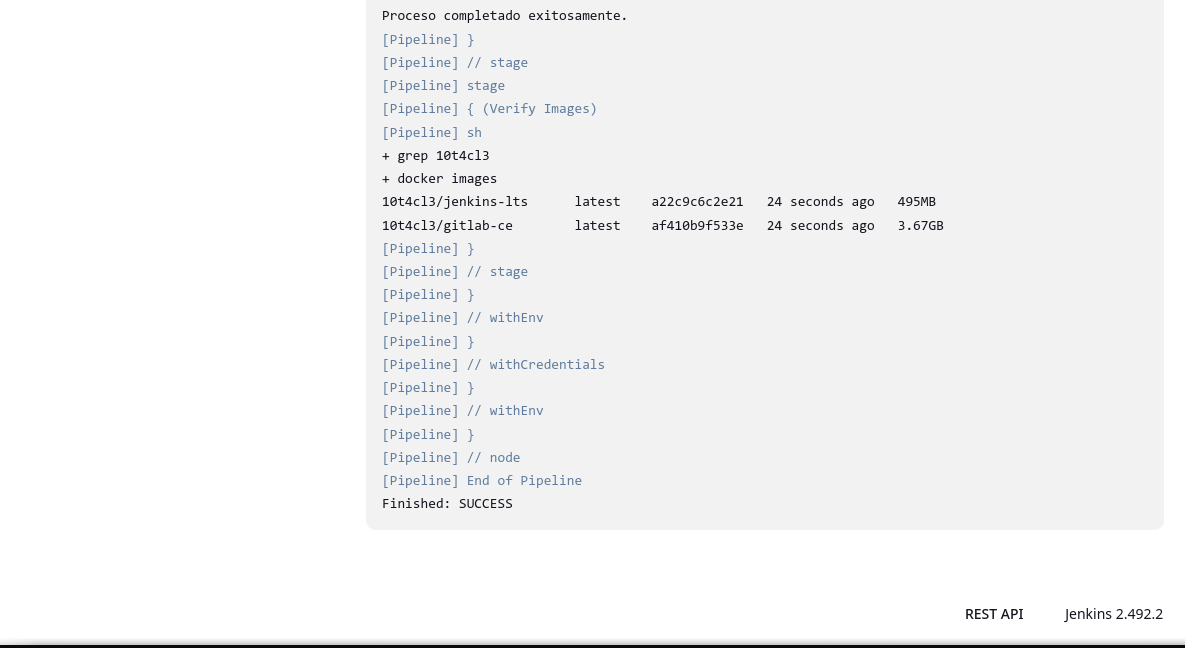 Proceso completado exitosamente.
[Pipeline] }
[Pipeline] // stage
[Pipeline] stage
[Pipeline] { (Verify Images)
[Pipeline] sh
+ grep 10t4cl3
+ docker images
10t4cl3/jenkins-lts      latest    a22c9c6c2e21   24 seconds ago   495MB
10t4cl3/gitlab-ce        latest    af410b9f533e   24 seconds ago   3.67GB
[Pipeline] }
[Pipeline] // stage
[Pipeline] }
[Pipeline] // withEnv
[Pipeline] }
[Pipeline] // withCredentials
[Pipeline] }
[Pipeline] // withEnv
[Pipeline] }
[Pipeline] // node
[Pipeline] End of Pipeline
Finished: SUCCESS
REST API Jenkins 2.492.2